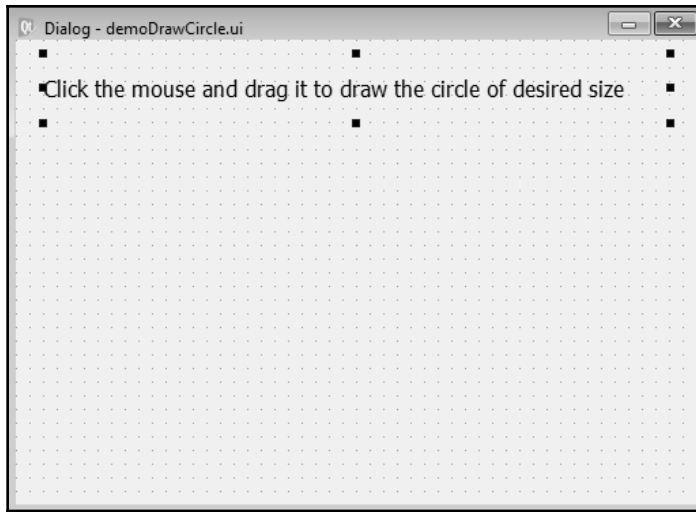 Dialog - demoDrawCircle.ui
Click the mouse and drag it to draw the circle of desired size